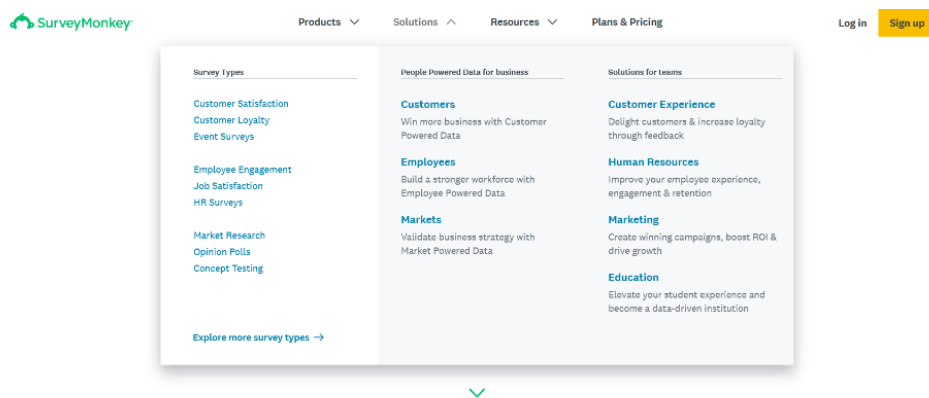 SurveyMonkey
Products
Solutions
Resources
Plans & Pricing
Log in
Sign up
Survey Types
Customer Satisfaction
Customer Loyalty
Event Surveys
Employee Engagement
Job Satisfaction
HR Surveys
Market Research
Opinion Polls
Concept Testing
Explore more survey types →
People Powered Data for business
Customers
Win more business with Customer
Powered Data
Employees
Build a stronger workforce with
Employee Powered Data
Markets
Validate business strategy with
Market Powered Data
Solutions for teams
Customer Experience
Delight customers & increase loyalty
through feedback
Human Resources
Improve your employee experience,
engagement & retention
Marketing
Create winning campaigns, boost ROI &
drive growth
Education
Elevate your student experience and
become a data-driven institution